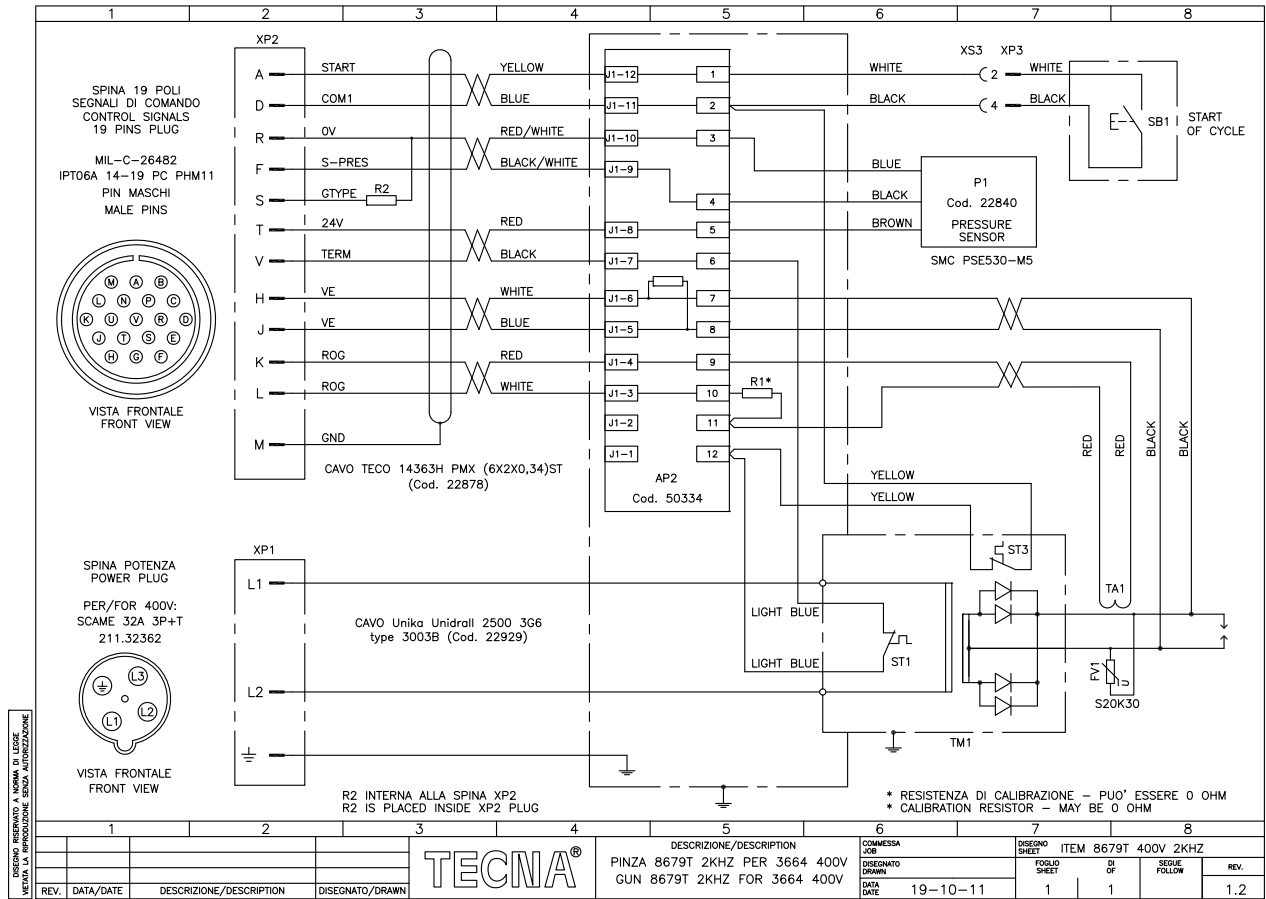 1 2 3 4 5 6 7 8
SPINA 19 POLI
SEGNALI DI COMANDO
CONTROL SIGNALS
19 PINS PLUG
MIL-C-26482
IPT06A 14-19 PC PHM11
PIN MASCHI
MALE PINS
M A B
L N P C
K U V R D
J T S E
H G F
VISTA FRONTALE
FRONT VIEW
XP2
A START YELLOW J1-12 1 WHITE
D COM1 BLUE J1-11 2 BLACK
R 0V RED/WHITE J1-10 3 BLUE
F S-PRES BLACK/WHITE J1-9
S GTYPE R2 4 BLACK
T 24V RED J1-8 5 BROWN
V TERM BLACK J1-7 6
H VE WHITE J1-6 7
J VE BLUE J1-5 8
K ROG RED J1-4 9
L ROG WHITE J1-3 10 R1*
J1-2 11
M GND J1-1 12
CAVO TECO 14363H PMX (6X2X0,34)ST
(Cod. 22878)
AP2
Cod. 50334
XS3 XP3
2 WHITE
4 BLACK
SB1
START
OF CYCLE
P1
Cod. 22840
PRESSURE
SENSOR
SMC PSE530-M5
RED
RED
BLACK
BLACK
YELLOW
YELLOW
SPINA POTENZA
POWER PLUG
PER/FOR 400V:
SCAME 32A 3P+T
211.32362
L3
L2
L1
VISTA FRONTALE
FRONT VIEW
XP1
L1
L2
CAVO Unika Unidrall 2500 3G6
type 3003B (Cod. 22929)
LIGHT BLUE
LIGHT BLUE
ST1
ST3
TA1
FV1
U
S20K30
TM1
R2 INTERNA ALLA SPINA XP2
R2 IS PLACED INSIDE XP2 PLUG
* RESISTENZA DI CALIBRAZIONE - PUO' ESSERE 0 OHM
* CALIBRATION RESISTOR - MAY BE 0 OHM
1 2 3 4 5 6 7 8
DISEGNO RISERVATO A NORMA DI LEGGE
VIETATA LA RIPRODUZIONE SENZA AUTORIZZAZIONE
REV. DATA/DATE DESCRIZIONE/DESCRIPTION DISEGNATO/DRAWN
TECNA®
DESCRIZIONE/DESCRIPTION
PINZA 8679T 2KHZ PER 3664 400V
GUN 8679T 2KHZ FOR 3664 400V
COMMESSA
JOB
DISEGNATO
DRAWN
DATA
DATE
19-10-11
DISEGNO
SHEET
ITEM 8679T 400V 2KHZ
FOGLIO
SHEET
1
DI
OF
1
SEGUE
FOLLOW
REV.
1.2